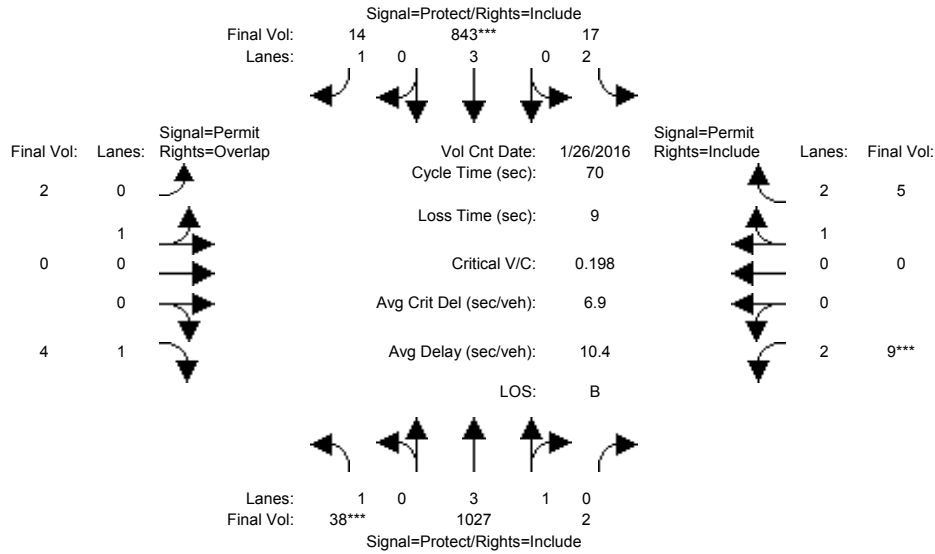 Signal=Protect/Rights=Include
Final Vol: 14 843*** 17
Lanes: 1 0 3 0 2
Signal=Permit Signal=Permit
Final Vol: Lanes: Rights=Overlap Vol Cnt Date: 1/26/2016 Rights=Include Lanes: Final Vol:
Cycle Time (sec): 70
2 0 2 5
Loss Time (sec): 9
1 1
0 0 Critical V/C: 0.198 0 0
0 Avg Crit Del (sec/veh): 6.9 0
4 1 Avg Delay (sec/veh): 10.4 2 9***
LOS: B
Lanes: 1 0 3 1 0
Final Vol: 38*** 1027 2
Signal=Protect/Rights=Include